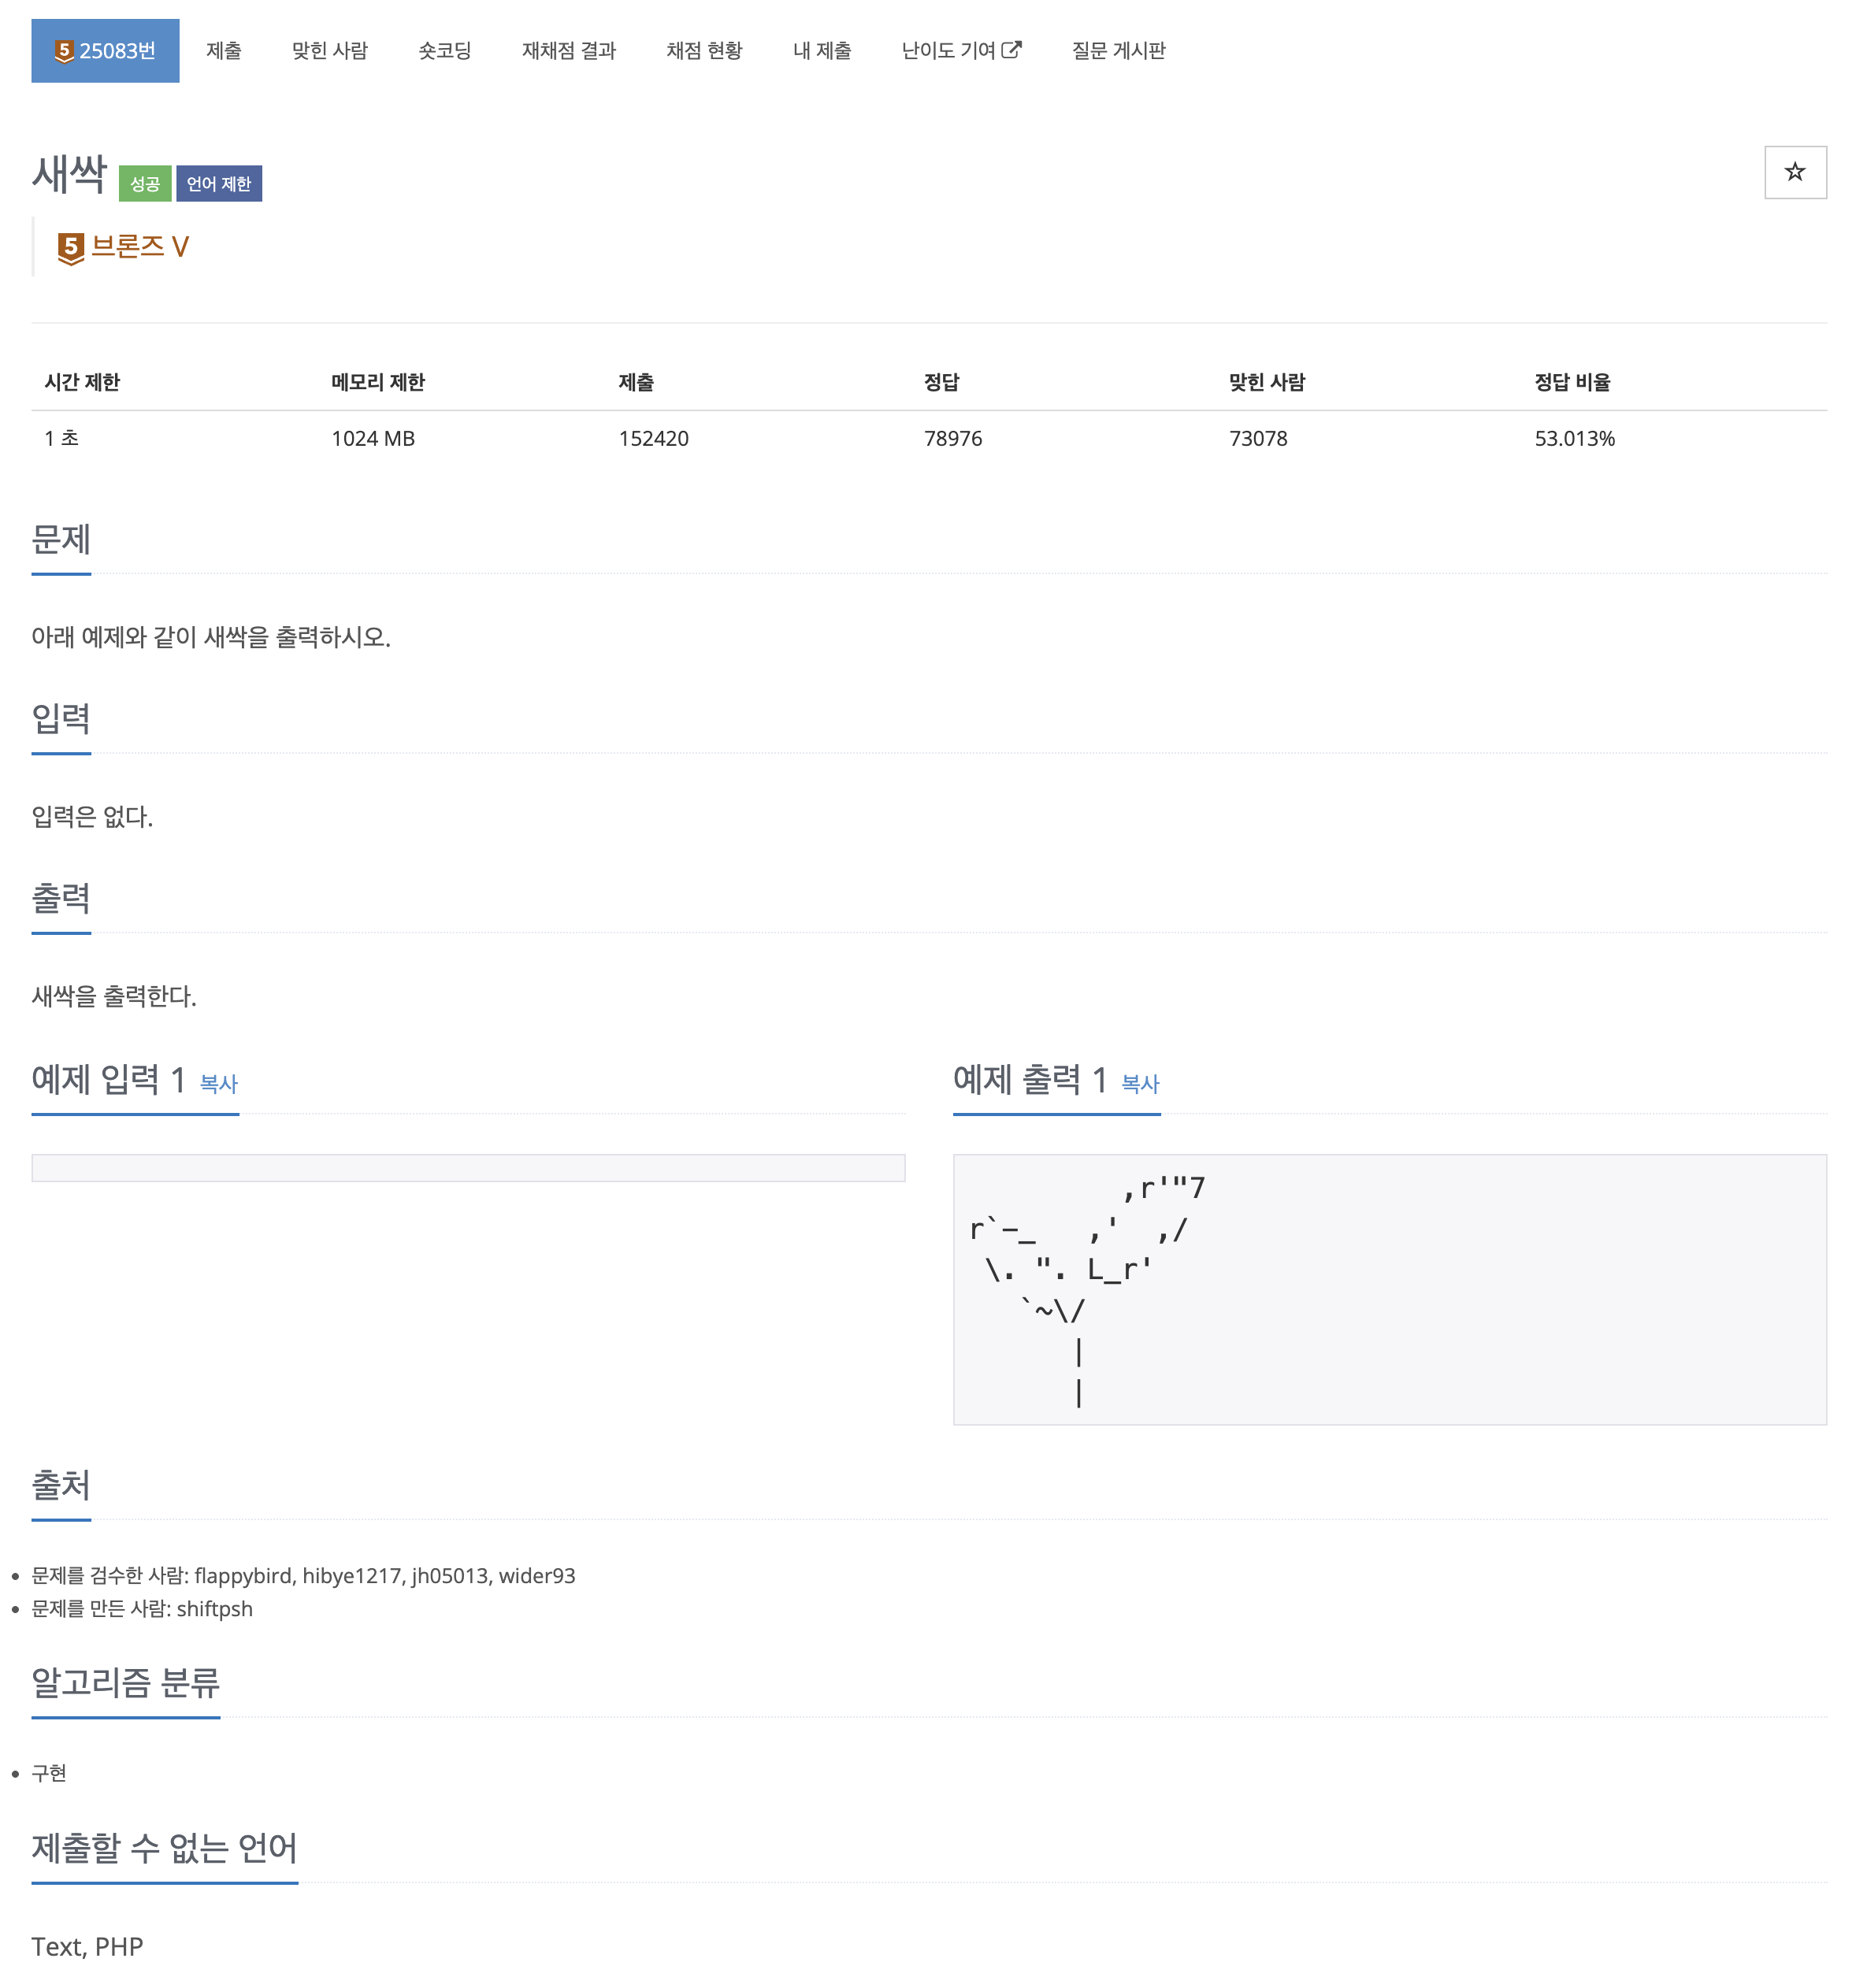 5 25083번 제출 맞힌 사람 숏코딩 재채점 결과 채점 현황 내 제출 난이도 기여 질문 게시판
새싹 성공 언어 제한
5 브론즈 V
시간 제한 메모리 제한 제출 정답 맞힌 사람 정답 비율
1 초 1024 MB 152420 78976 73078 53.013%
문제
아래 예제와 같이 새싹을 출력하시오.
입력
입력은 없다.
출력
새싹을 출력한다.
예제 입력 1 복사
예제 출력 1 복사
         ,r'"7
r`-_   ,'  ,/
 \. ". L_r'
   `~\/
      |
      |
출처
문제를 검수한 사람: flappybird, hibye1217, jh05013, wider93
문제를 만든 사람: shiftpsh
알고리즘 분류
구현
제출할 수 없는 언어
Text, PHP